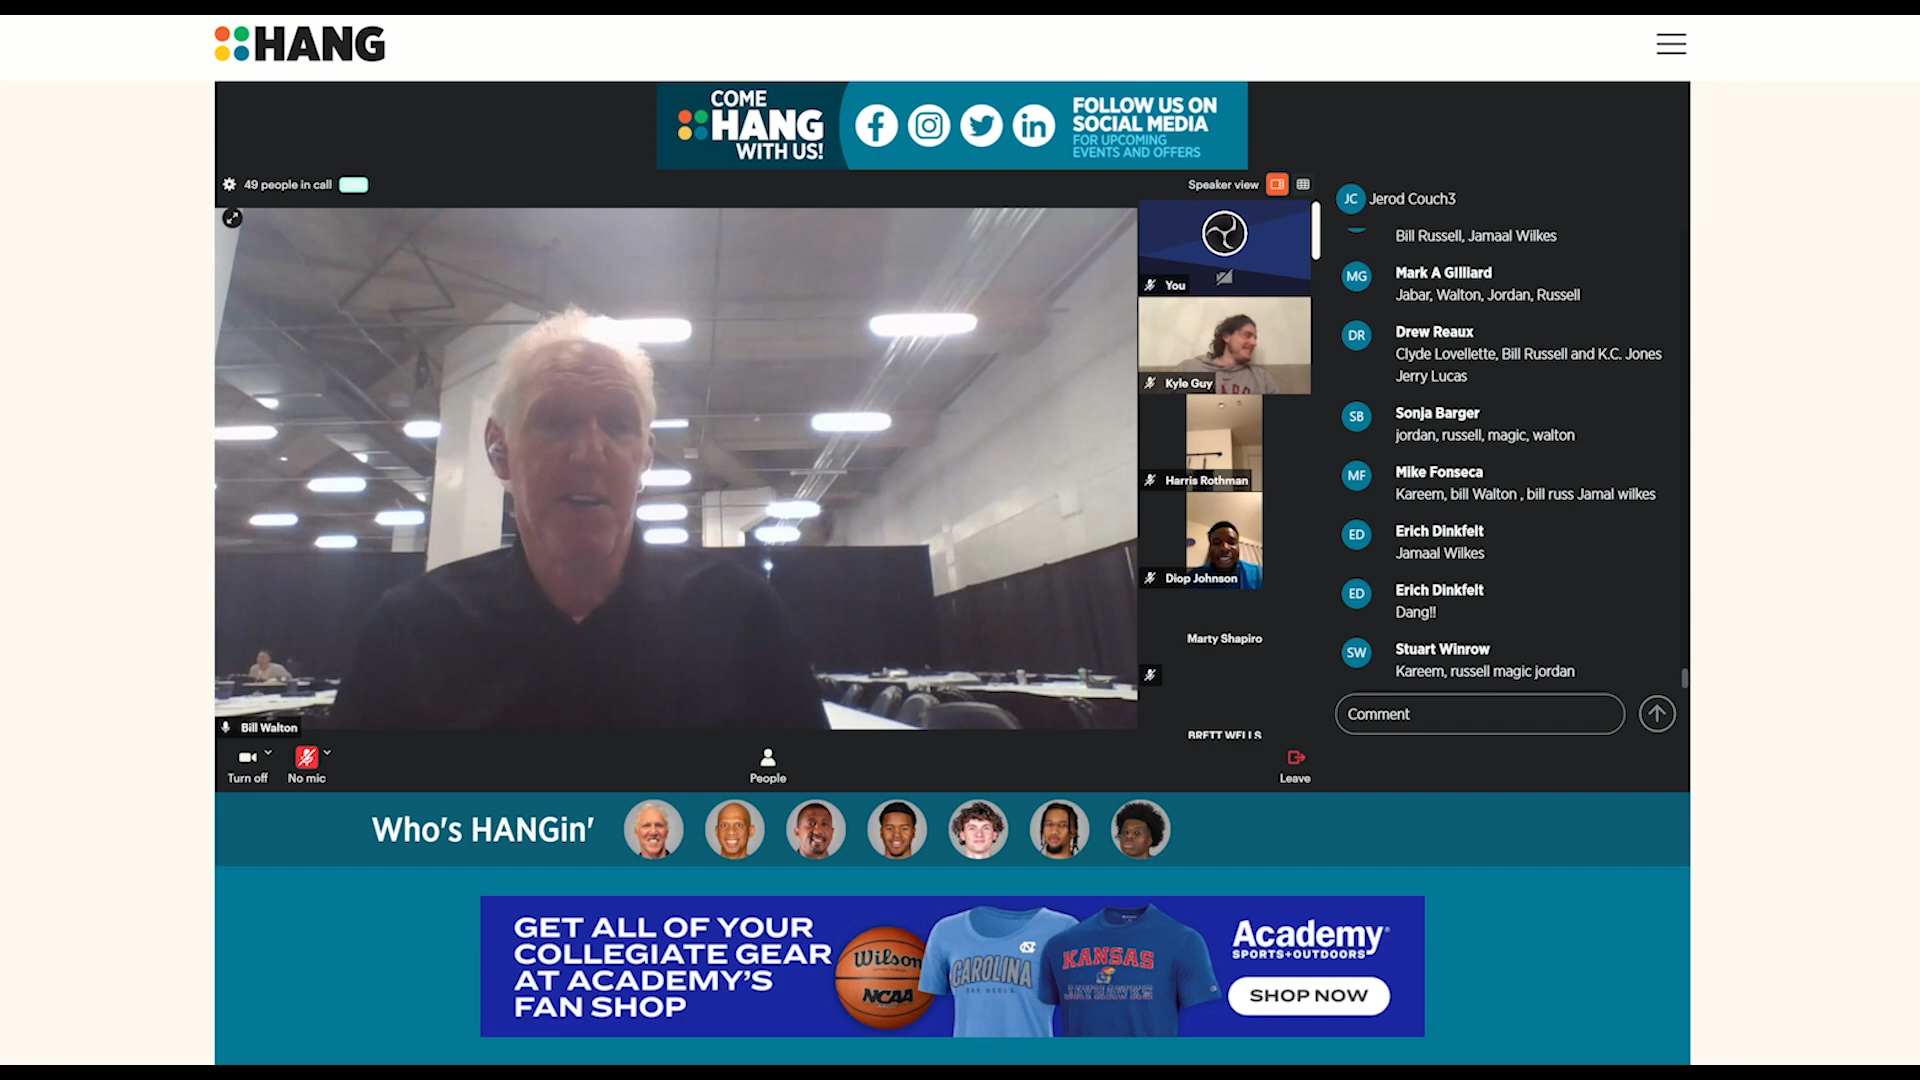 HANG
COME
HANG
WITH US!
FOLLOW US ON
SOCIAL MEDIA
FOR UPCOMING
EVENTS AND OFFERS
49 people in call
Speaker view
You
Kyle Guy
Harris Rothman
Diop Johnson
Marty Shapiro
BRETT WELLS
Bill Walton
Turn off
No mic
People
Leave
JC Jerod Couch3
Bill Russell, Jamaal Wilkes
MG Mark A GIlliard
Jabar, Walton, Jordan, Russell
DR Drew Reaux
Clyde Lovellette, Bill Russell and K.C. Jones
Jerry Lucas
SB Sonja Barger
jordan, russell, magic, walton
MF Mike Fonseca
Kareem, bill Walton , bill russ Jamal wilkes
ED Erich Dinkfelt
Jamaal Wilkes
ED Erich Dinkfelt
Dang!!
SW Stuart Winrow
Kareem, russell magic jordan
Comment
Who's HANGin'
GET ALL OF YOUR
COLLEGIATE GEAR
AT ACADEMY'S
FAN SHOP
Wilson
NCAA
CAROLINA
TAR HEELS
KANSAS
JAYHAWKS
Academy
SPORTS+OUTDOORS
SHOP NOW